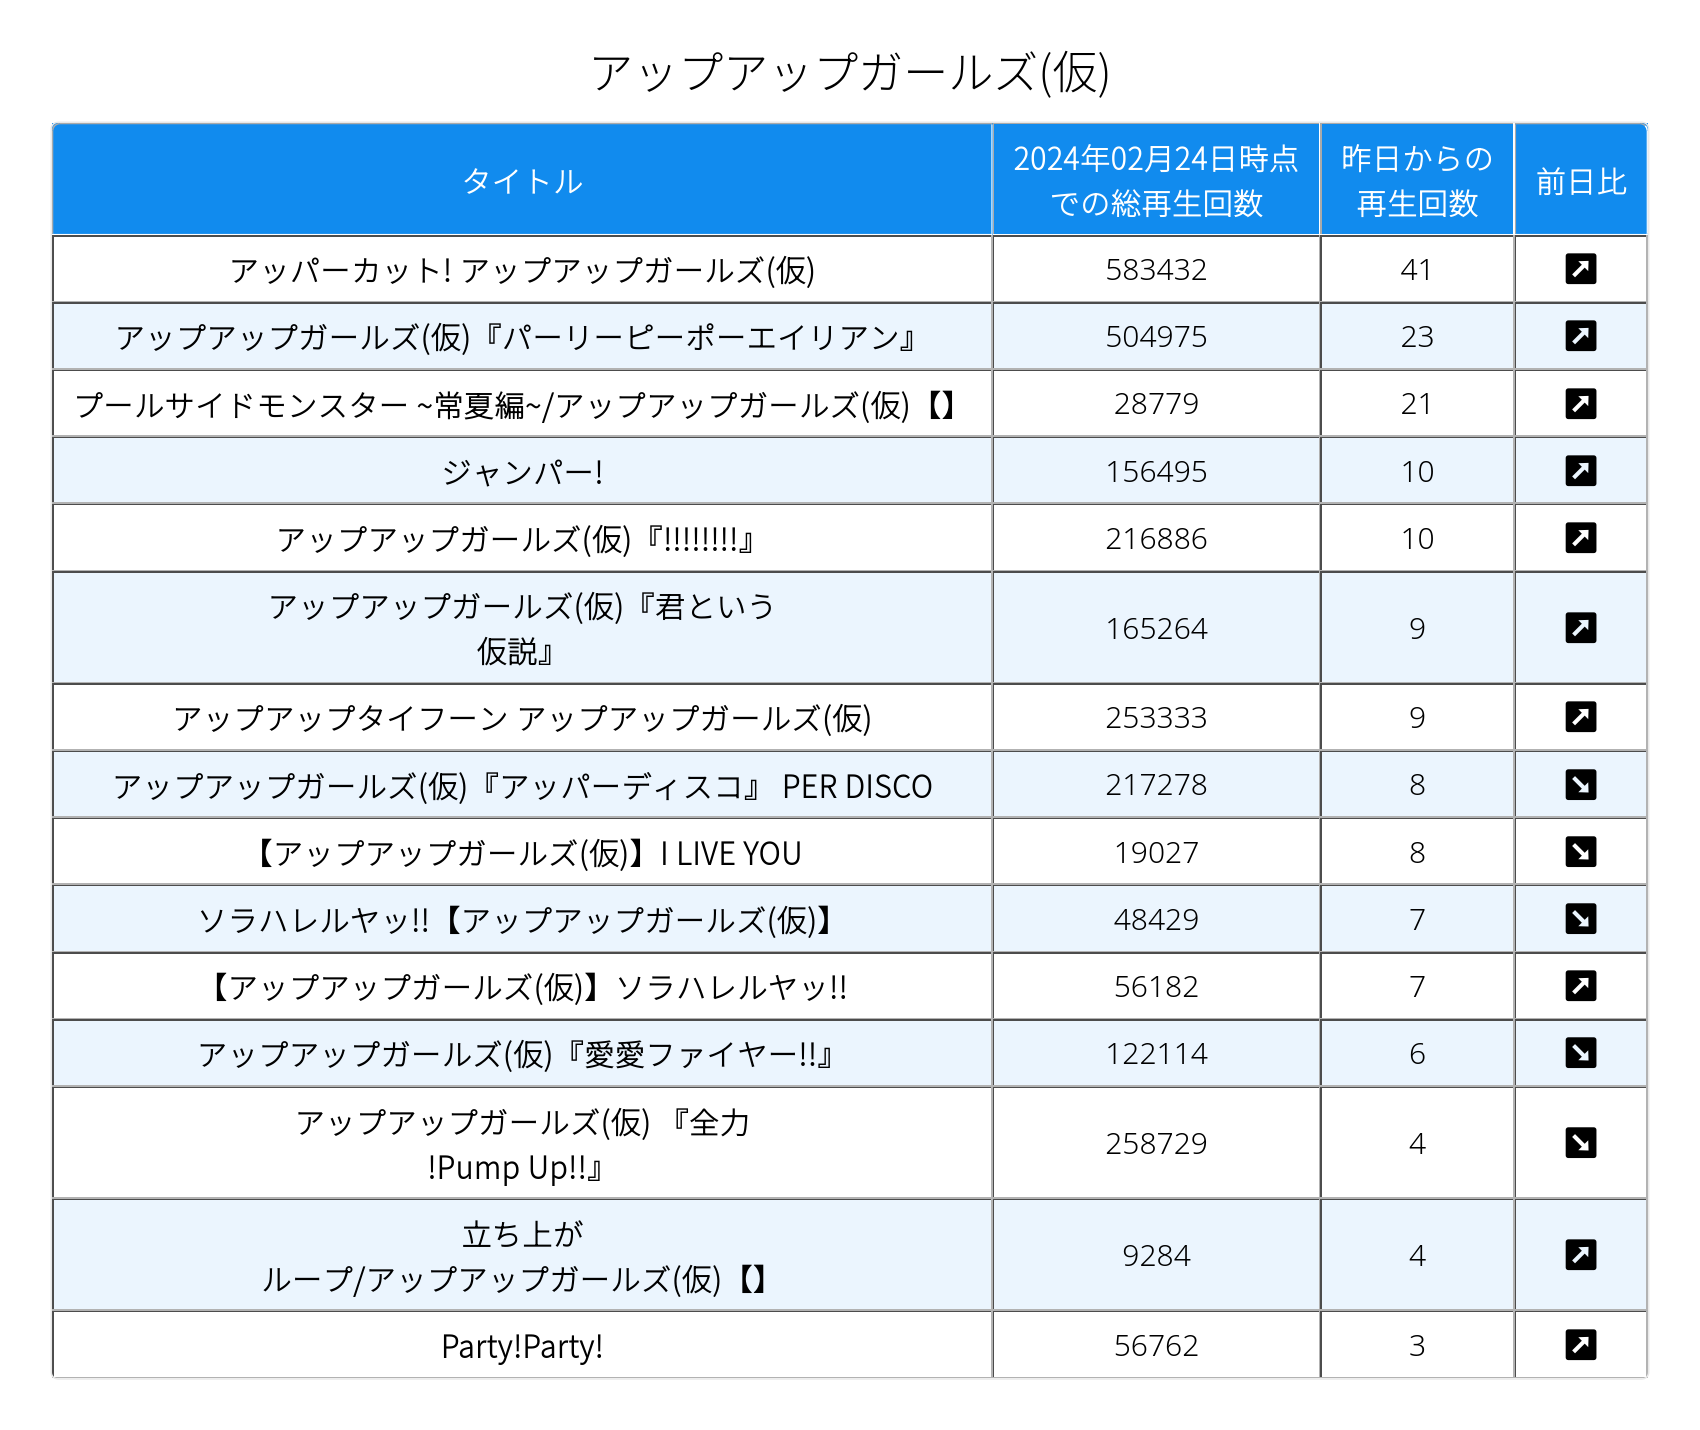 アップアップガールズ(仮)
タイトル
2024年02月24日時点
での総再生回数
昨日からの
再生回数
前日比
アッパーカット! アップアップガールズ(仮)
583432
41
アップアップガールズ(仮)『パーリーピーポーエイリアン』
504975
23
プールサイドモンスター ~常夏編~/アップアップガールズ(仮)【】
28779
21
ジャンパー!
156495
10
アップアップガールズ(仮)『!!!!!!!!』
216886
10
アップアップガールズ(仮)『君という
仮説』
165264
9
アップアップタイフーン アップアップガールズ(仮)
253333
9
アップアップガールズ(仮)『アッパーディスコ』 PER DISCO
217278
8
【アップアップガールズ(仮)】I LIVE YOU
19027
8
ソラハレルヤッ!!【アップアップガールズ(仮)】
48429
7
【アップアップガールズ(仮)】ソラハレルヤッ!!
56182
7
アップアップガールズ(仮)『愛愛ファイヤー!!』
122114
6
アップアップガールズ(仮) 『全力
!Pump Up!!』
258729
4
立ち上が
ループ/アップアップガールズ(仮)【】
9284
4
Party!Party!
56762
3